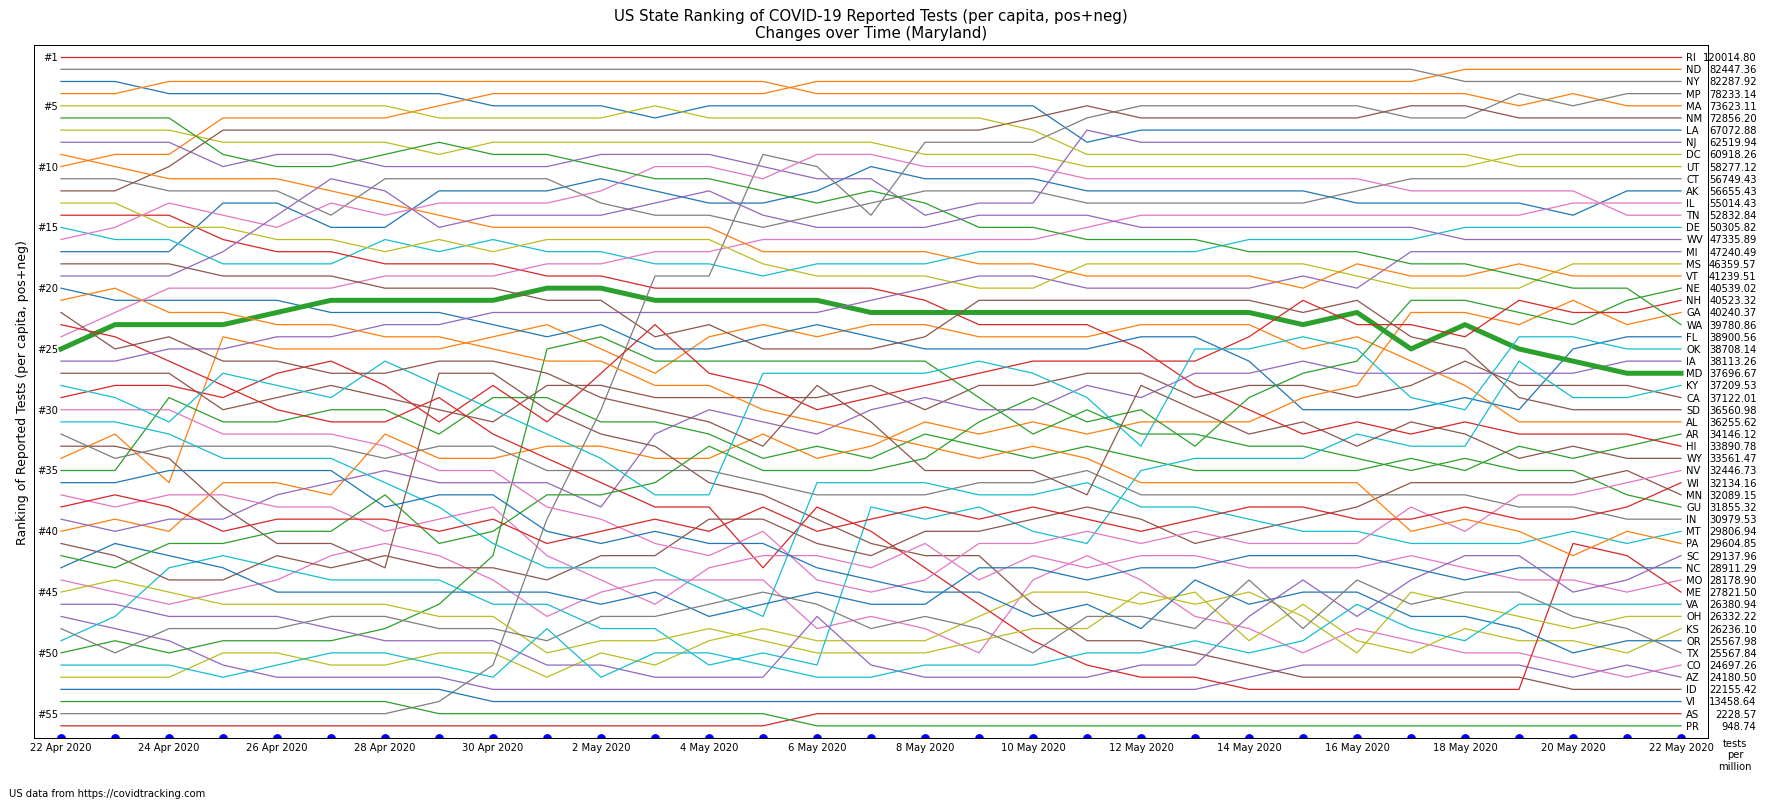 US State Ranking of COVID-19 Reported Tests (per capita, pos+neg)
Changes over Time (Maryland)
Ranking of Reported Tests (per capita, pos+neg)
#1
#5
#10
#15
#20
#25
#30
#35
#40
#45
#50
#55
RI 120014.80
ND 82447.36
NY 82287.92
MP 78233.14
MA 73623.11
NM 72856.20
LA 67072.88
NJ 62519.94
DC 60918.26
UT 58277.12
CT 56749.43
AK 56655.43
IL 55014.43
TN 52832.84
DE 50305.82
WV 47335.89
MI 47240.49
MS 46359.57
VT 41239.51
NE 40539.02
NH 40523.32
GA 40240.37
WA 39780.86
FL 38900.56
OK 38708.14
IA 38113.26
MD 37696.67
KY 37209.53
CA 37122.01
SD 36560.98
AL 36255.62
AR 34146.12
HI 33890.78
WY 33561.47
NV 32446.73
WI 32134.16
MN 32089.15
GU 31855.32
IN 30979.53
MT 29806.94
PA 29604.85
SC 29137.96
NC 28911.29
MO 28178.90
ME 27821.50
VA 26380.94
OH 26332.22
KS 26236.10
OR 25567.98
TX 25567.84
CO 24697.26
AZ 24180.50
ID 22155.42
VI 13458.64
AS 2228.57
PR 948.74
22 Apr 2020 24 Apr 2020 26 Apr 2020 28 Apr 2020 30 Apr 2020 2 May 2020 4 May 2020 6 May 2020 8 May 2020 10 May 2020 12 May 2020 14 May 2020 16 May 2020 18 May 2020 20 May 2020 22 May 2020
tests
per
million
US data from https://covidtracking.com